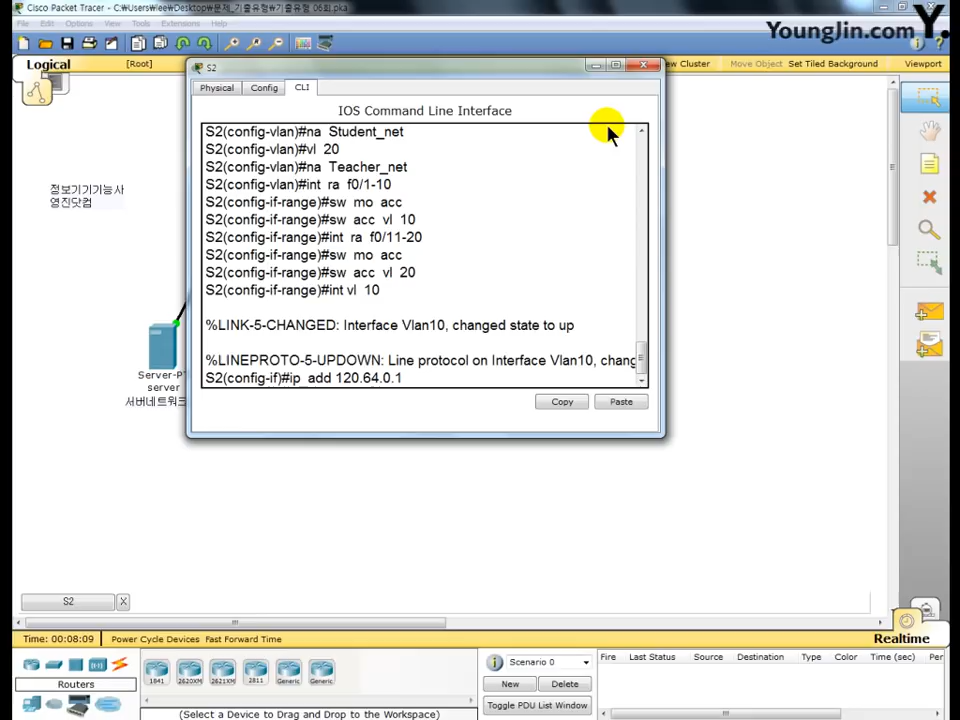 Cisco Packet Tracer - C:\Users\lee\Desktop\문제_기출유형\기출유형 06회.pka
File Edit Options View Tools Extensions Help
YoungJin.com Y.
Logical
[Root]
New Cluster
Move Object
Set Tiled Background
Viewport
S2
Physical
Config
CLI
IOS Command Line Interface
S2(config-vlan)#na Student_net
S2(config-vlan)#vl 20
S2(config-vlan)#na Teacher_net
S2(config-vlan)#int ra f0/1-10
S2(config-if-range)#sw mo acc
S2(config-if-range)#sw acc vl 10
S2(config-if-range)#int ra f0/11-20
S2(config-if-range)#sw mo acc
S2(config-if-range)#sw acc vl 20
S2(config-if-range)#int vl 10
%LINK-5-CHANGED: Interface Vlan10, changed state to up
%LINEPROTO-5-UPDOWN: Line protocol on Interface Vlan10, chang
S2(config-if)#ip add 120.64.0.1
Copy
Paste
정보기기기능사
영진닷컴
Server-PT
server
서버네트워크
S2
X
Time: 00:08:09
Power Cycle Devices Fast Forward Time
Realtime
Routers
1841
2620XM
2621XM
2811
Generic
Generic
(Select a Device to Drag and Drop to the Workspace)
Scenario 0
New
Delete
Toggle PDU List Window
Fire
Last Status
Source
Destination
Type
Color
Time (sec)
Per